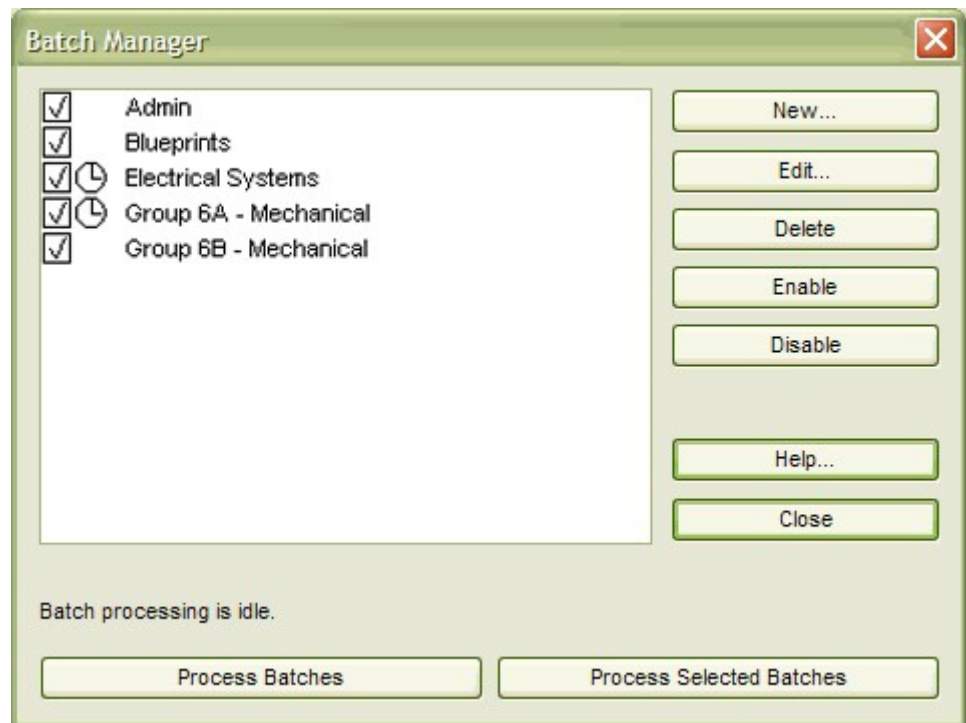 Batch Manager
Admin
Blueprints
Electrical Systems
Group 6A - Mechanical
Group 6B - Mechanical
New...
Edit...
Delete
Enable
Disable
Help...
Close
Batch processing is idle.
Process Batches
Process Selected Batches